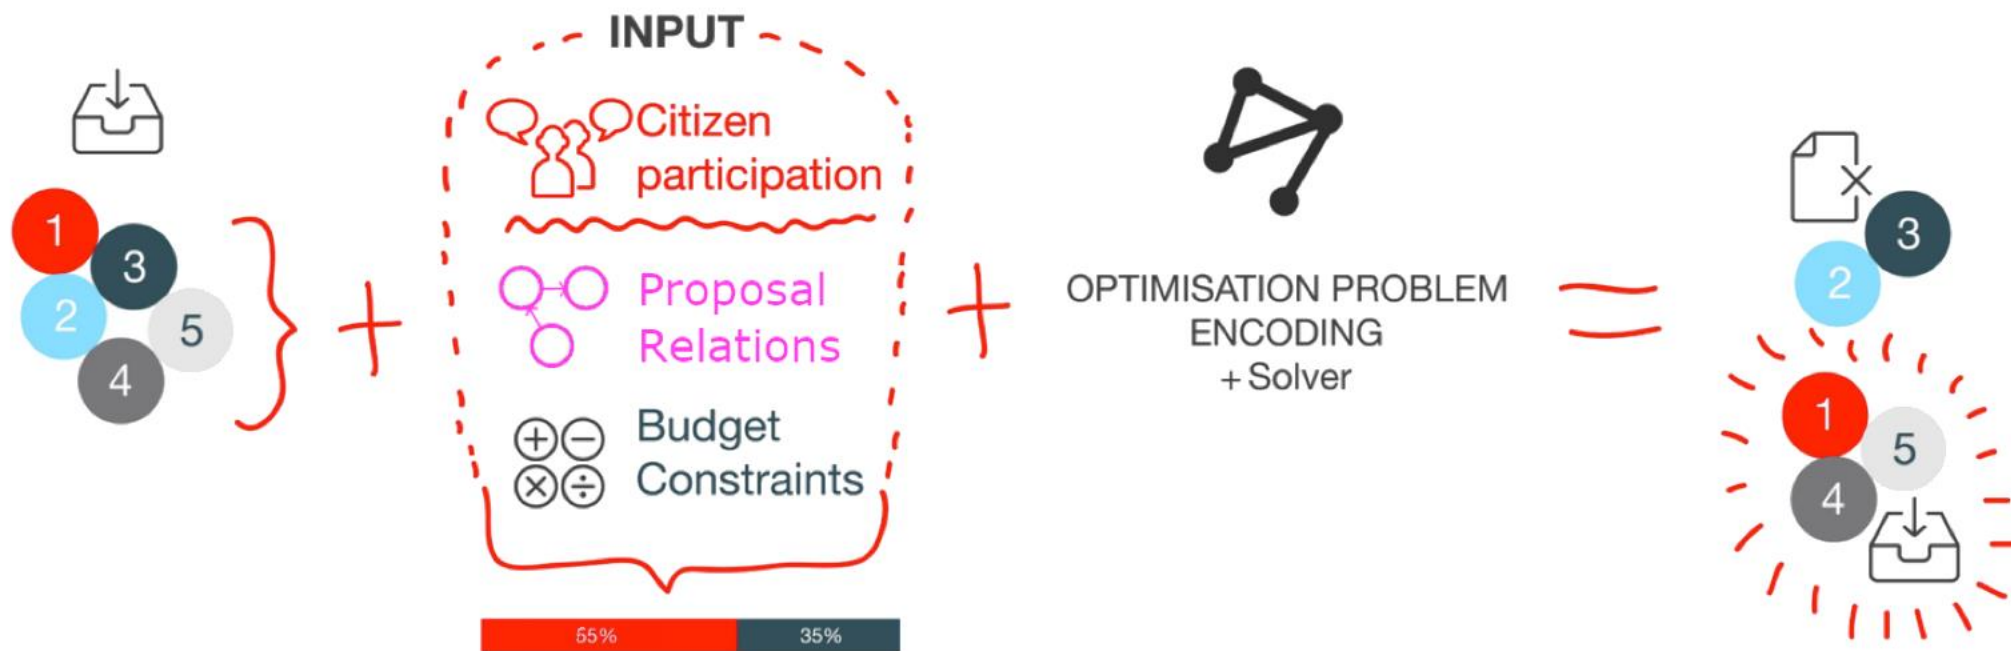 1
3
2
5
4
+
INPUT
Citizen
participation
Proposal
Relations
Budget
Constraints
65%
35%
+
OPTIMISATION PROBLEM
ENCODING
+ Solver
=
3
2
1
5
4